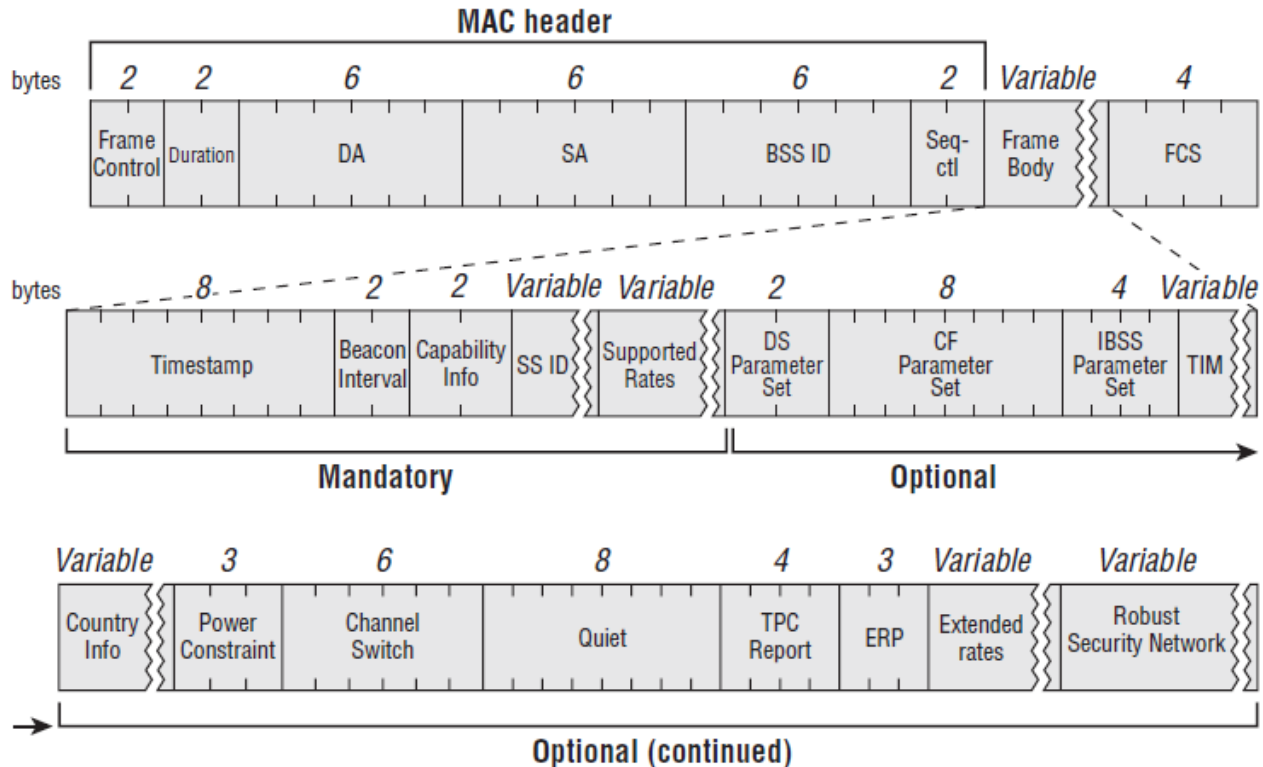 MAC header
bytes 2 2 6 6 6 2 Variable 4
Frame Control Duration DA SA BSS ID Seq-ctl Frame Body FCS
bytes 8 2 2 Variable Variable 2 8 4 Variable
Timestamp Beacon Interval Capability Info SS ID Supported Rates DS Parameter Set CF Parameter Set IBSS Parameter Set TIM
Mandatory Optional
Variable 3 6 8 4 3 Variable Variable
Country Info Power Constraint Channel Switch Quiet TPC Report ERP Extended rates Robust Security Network
Optional (continued)